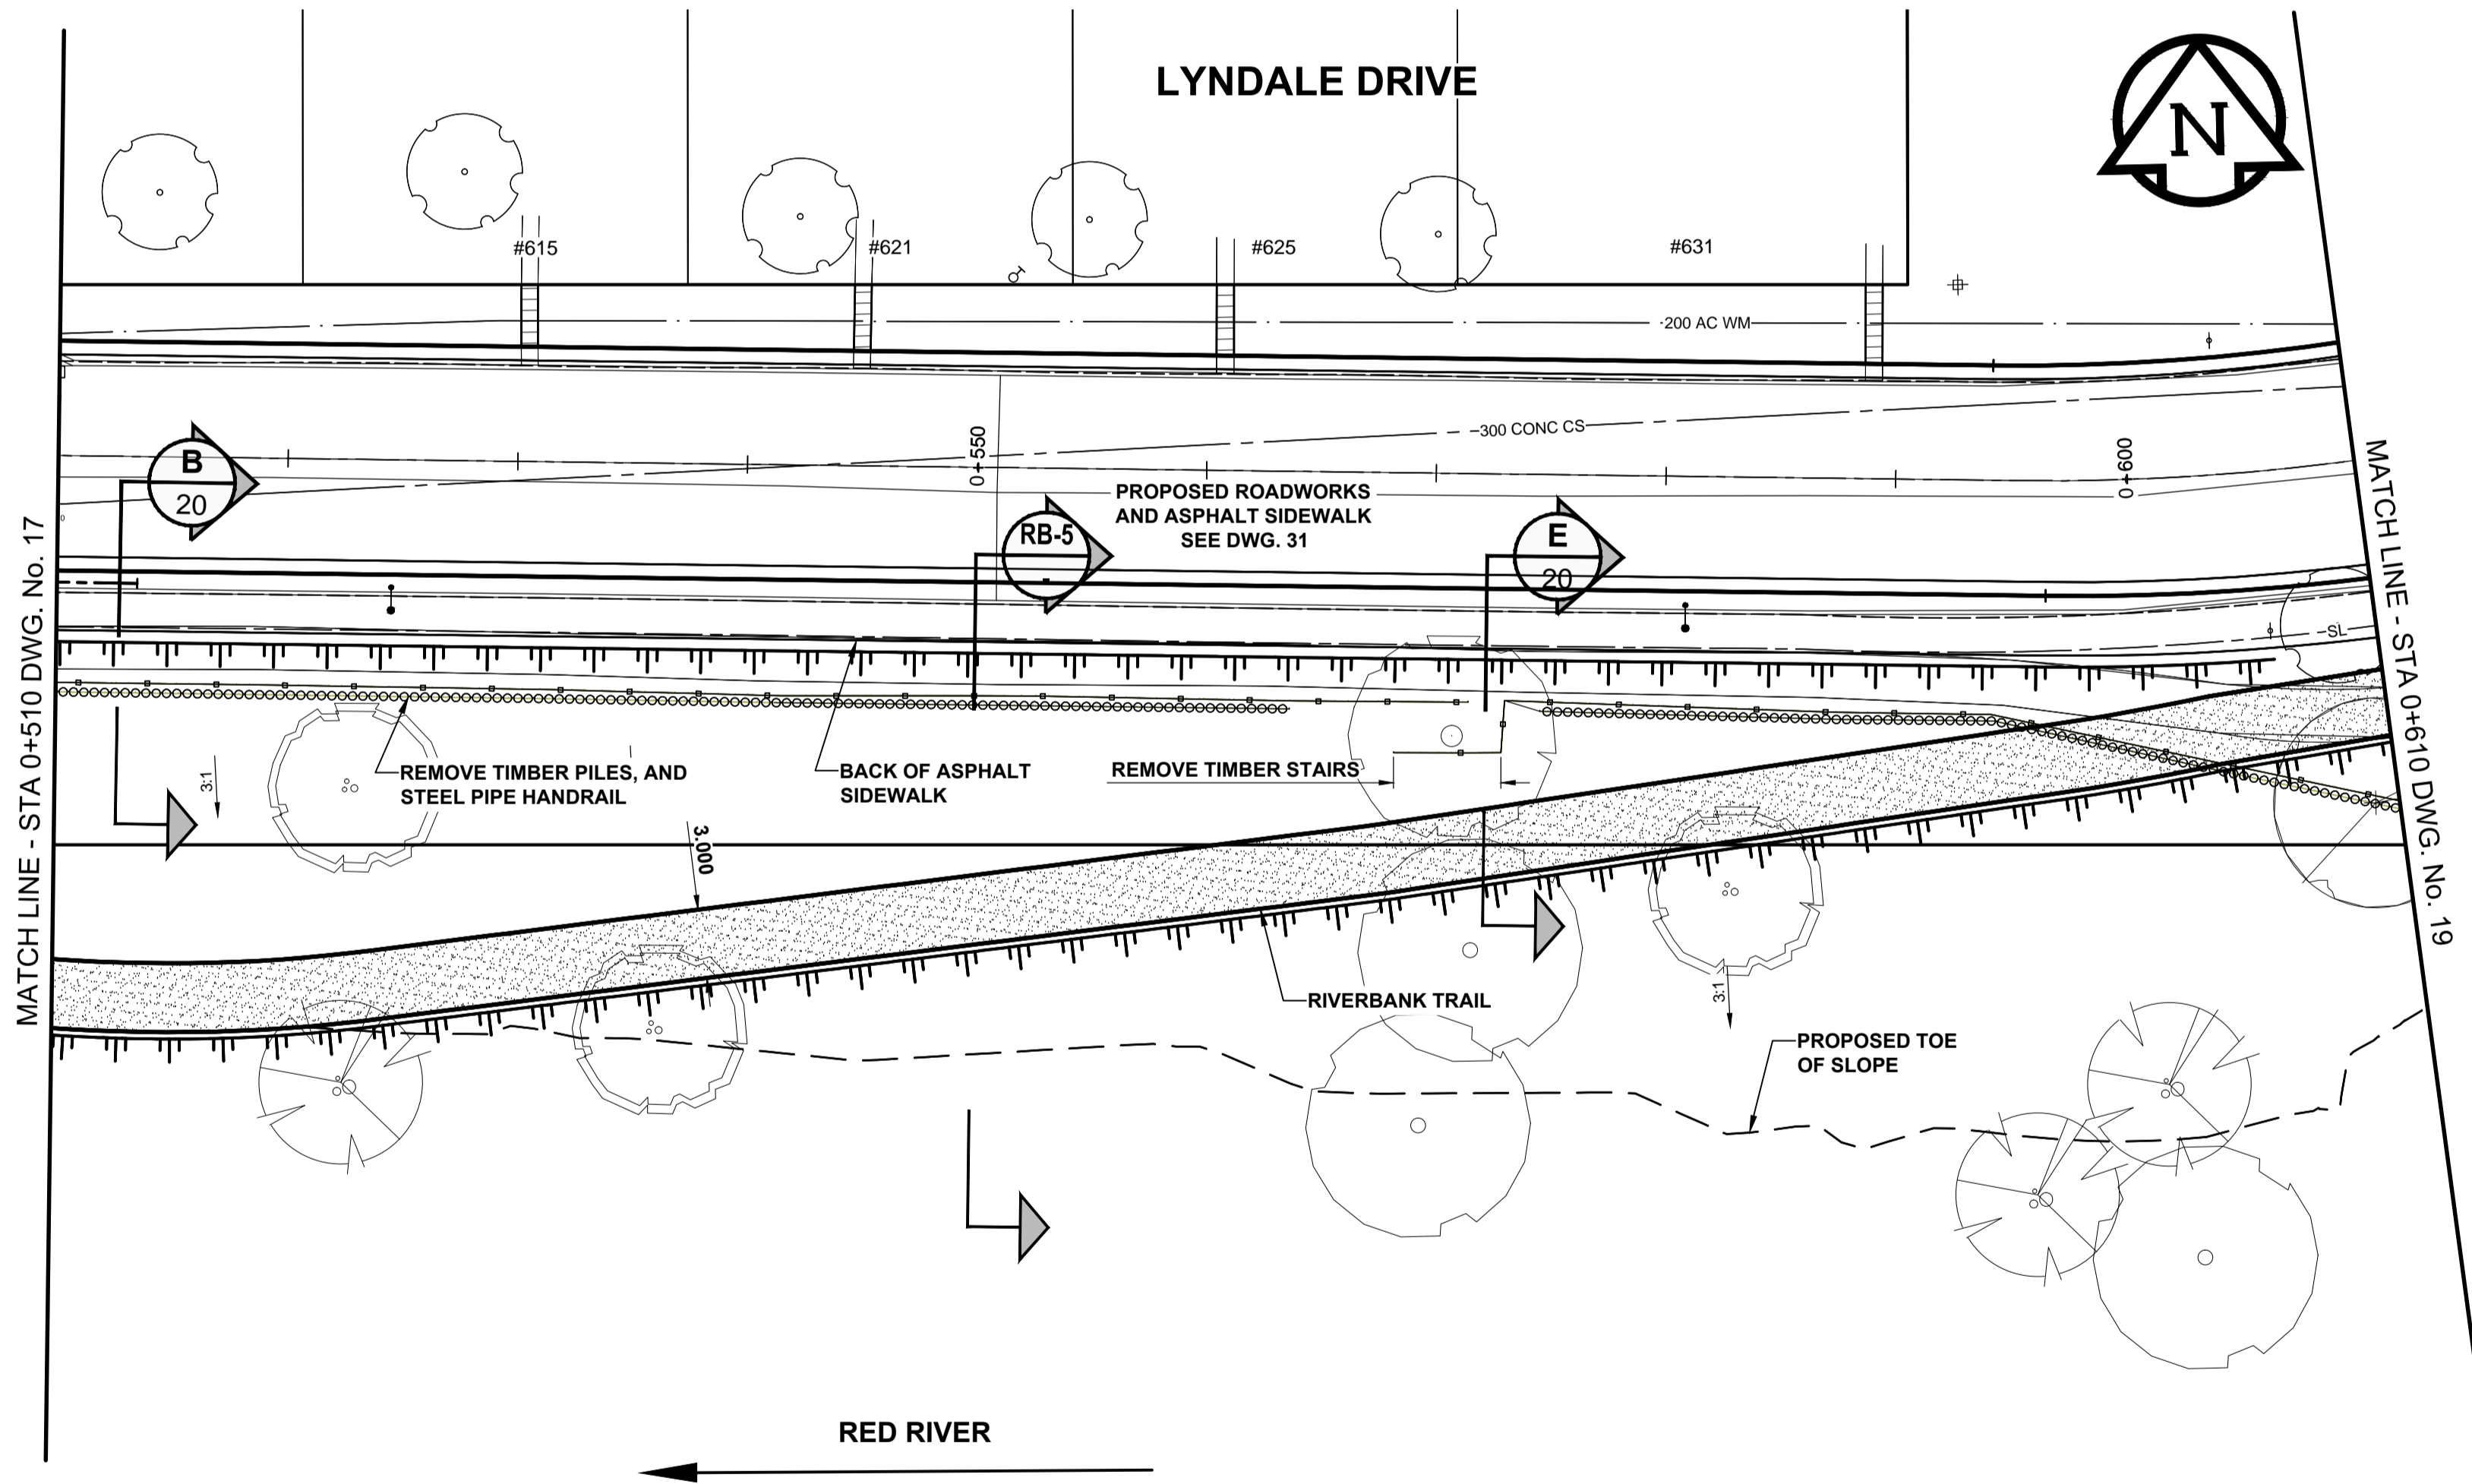 LYNDALE DRIVE
N
#615
#621
#625
#631
200 AC WM
300 CONC CS
0+550
0+600
B
20
RB-5
-
PROPOSED ROADWORKS
AND ASPHALT SIDEWALK
SEE DWG. 31
E
20
SL
MATCH LINE - STA 0+510 DWG. No. 17
MATCH LINE - STA 0+610 DWG. No. 19
3:1
REMOVE TIMBER PILES, AND
STEEL PIPE HANDRAIL
BACK OF ASPHALT
SIDEWALK
REMOVE TIMBER STAIRS
3.000
RIVERBANK TRAIL
3:1
PROPOSED TOE
OF SLOPE
RED RIVER